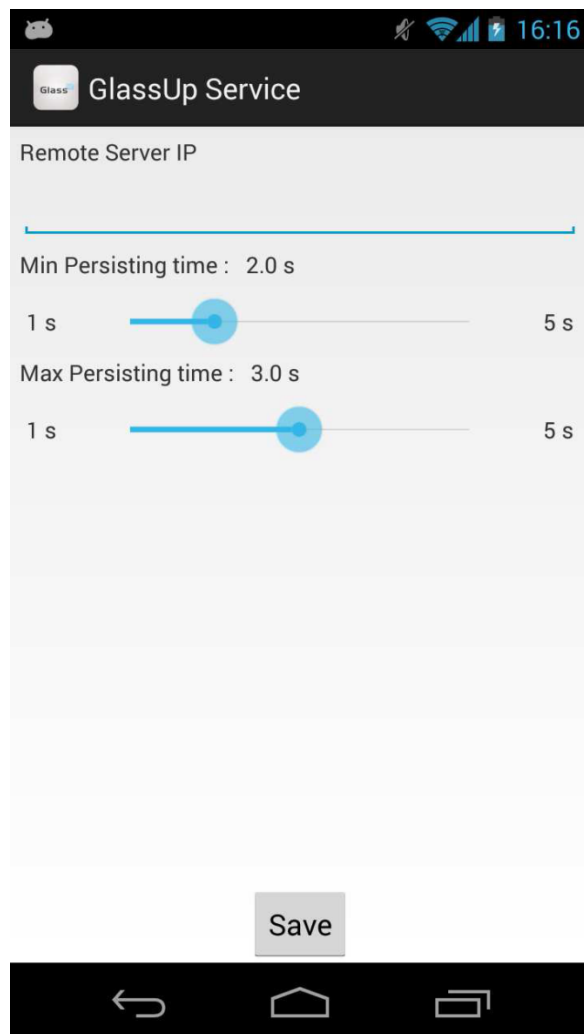 16:16
Glass GlassUp Service
Remote Server IP
Min Persisting time : 2.0 s
1 s 5 s
Max Persisting time : 3.0 s
1 s 5 s
Save